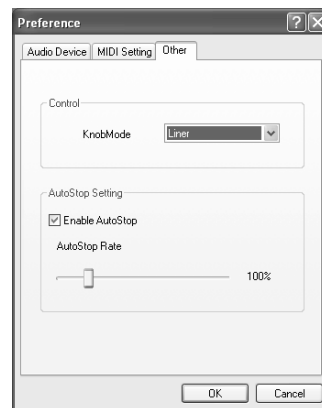 Preference
Audio Device MIDI Setting Other
Control
KnobMode Liner
AutoStop Setting
Enable AutoStop
AutoStop Rate
100%
OK Cancel